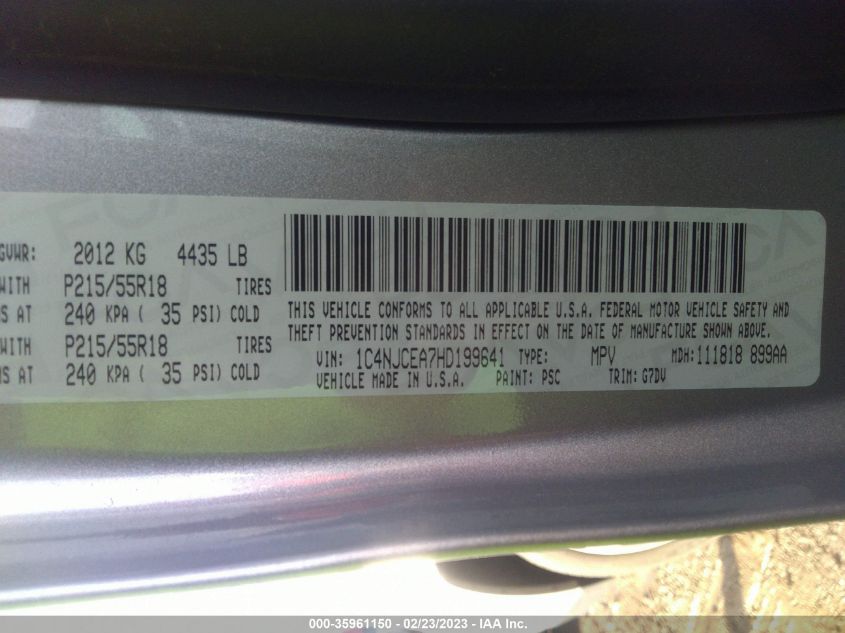 GVWR: 2012 KG 4435 LB
WITH P215/55R18 TIRES
S AT 240 KPA ( 35 PSI) COLD
WITH P215/55R18 TIRES
S AT 240 KPA ( 35 PSI) COLD
THIS VEHICLE CONFORMS TO ALL APPLICABLE U.S.A. FEDERAL MOTOR VEHICLE SAFETY AND
THEFT PREVENTION STANDARDS IN EFFECT ON THE DATE OF MANUFACTURE SHOWN ABOVE.
VIN: 1C4NJCEA7HD199641 TYPE: MPV MDH: 111818 899AA
VEHICLE MADE IN U.S.A. PAINT: PSC TRIM: G7DV
000-35961150 - 02/23/2023 - IAA Inc.